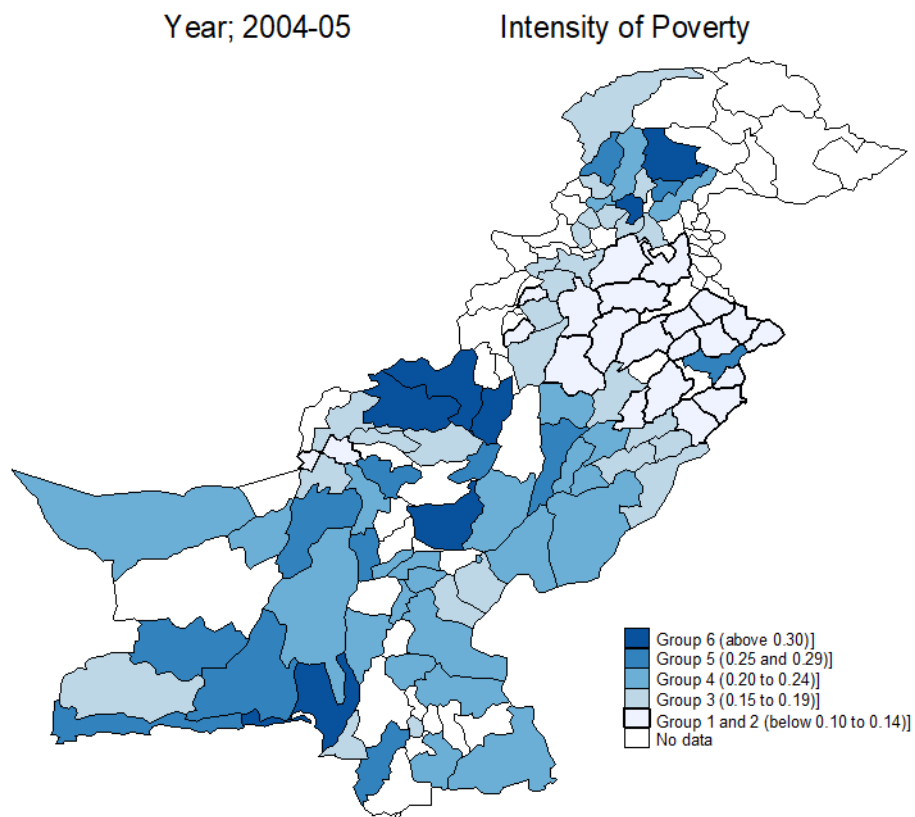 Year; 2004-05
Intensity of Poverty
Group 6 (above 0.30)]
Group 5 (0.25 and 0.29)]
Group 4 (0.20 to 0.24)]
Group 3 (0.15 to 0.19)]
Group 1 and 2 (below 0.10 to 0.14)]
No data